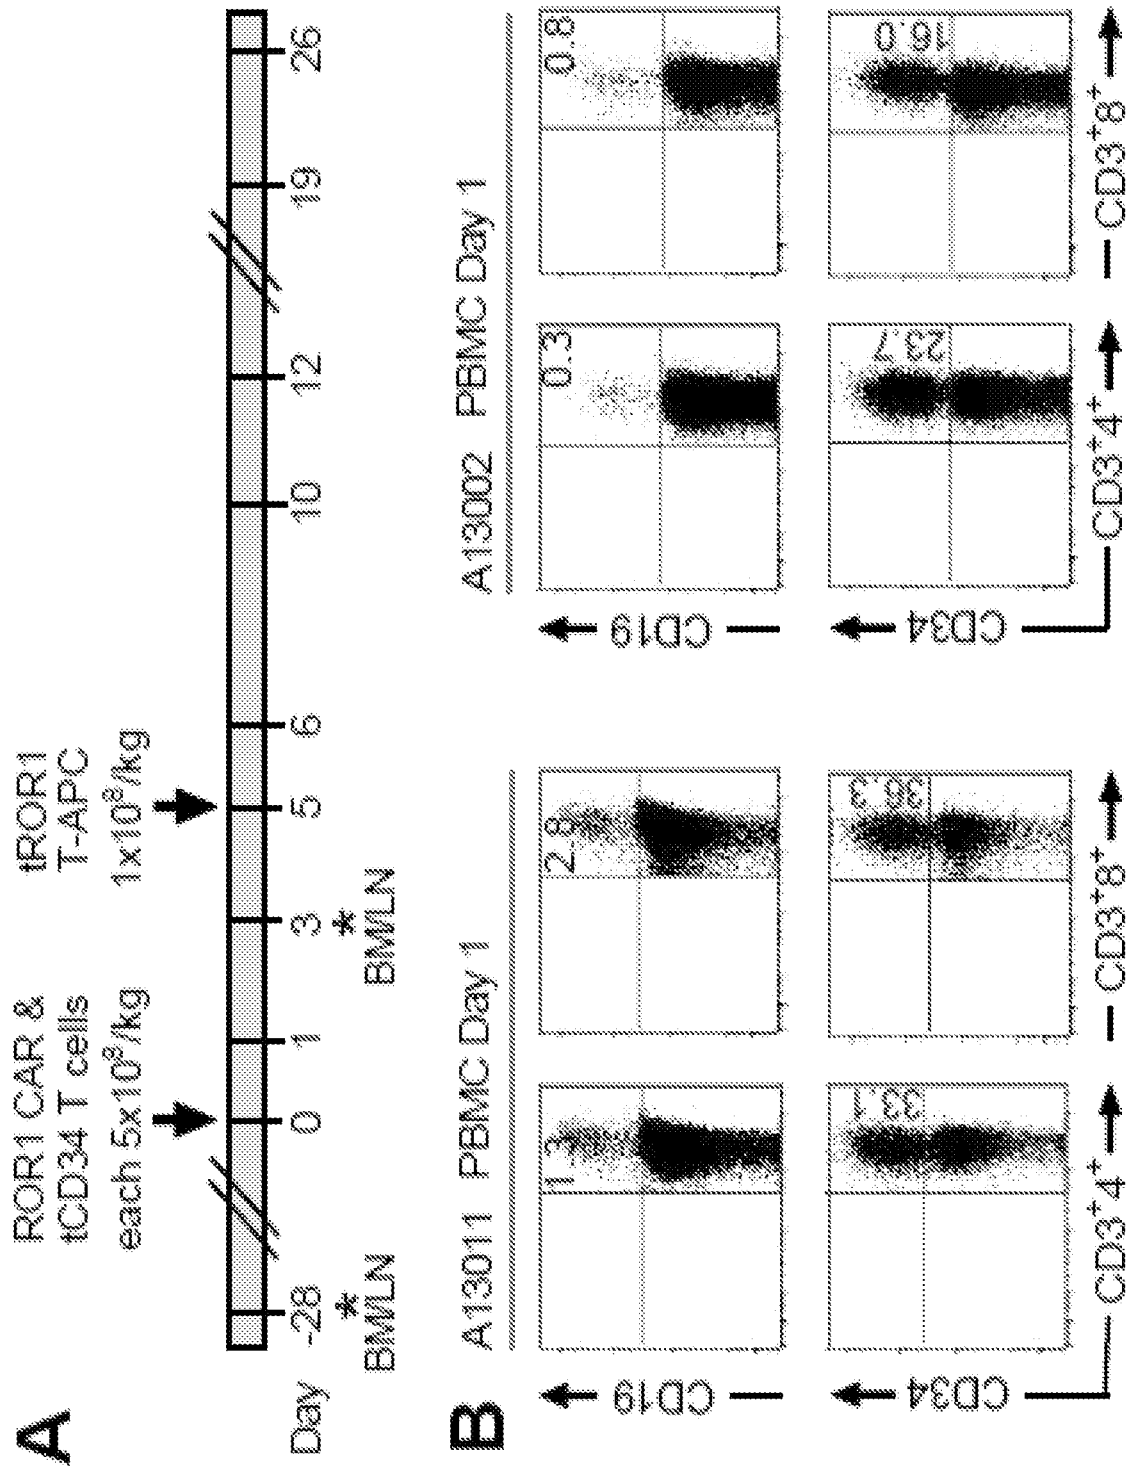 A
ROR1 CAR &
tCD34 T cells
each 5x10⁸/kg
tROR1
T-APC
1x10⁸/kg
Day -28 0 1 3 5 6 10 12 19 26
* *
BM/LN BM/LN
B
A13011 PBMC Day 1
A13002 PBMC Day 1
CD19
1.3
2.8
CD19
0.3
0.8
CD34
33.1
36.3
CD34
23.7
16.0
CD3⁺4⁺
CD3⁺8⁺
CD3⁺4⁺
CD3⁺8⁺